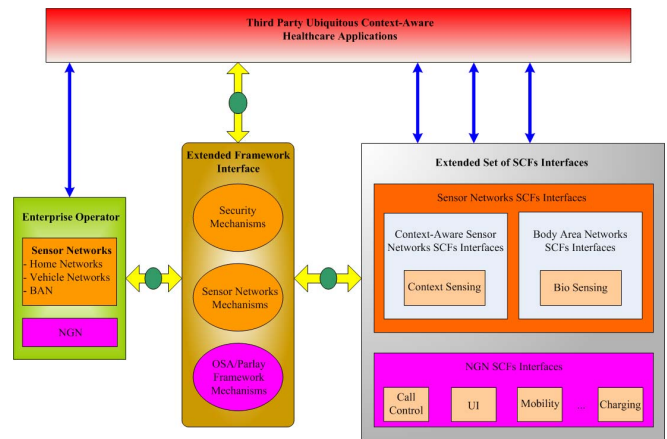 Third Party Ubiquitous Context-Aware
Healthcare Applications
Extended Framework
Interface
Extended Set of SCFs Interfaces
Enterprise Operator
Sensor Networks
- Home Networks
- Vehicle Networks
- BAN
NGN
Security
Mechanisms
Sensor Networks
Mechanisms
OSA/Parlay
Framework
Mechanisms
Sensor Networks SCFs Interfaces
Context-Aware Sensor
Networks SCFs Interfaces
Context Sensing
Body Area Networks
SCFs Interfaces
Bio Sensing
NGN SCFs Interfaces
Call
Control
UI
Mobility
...
Charging